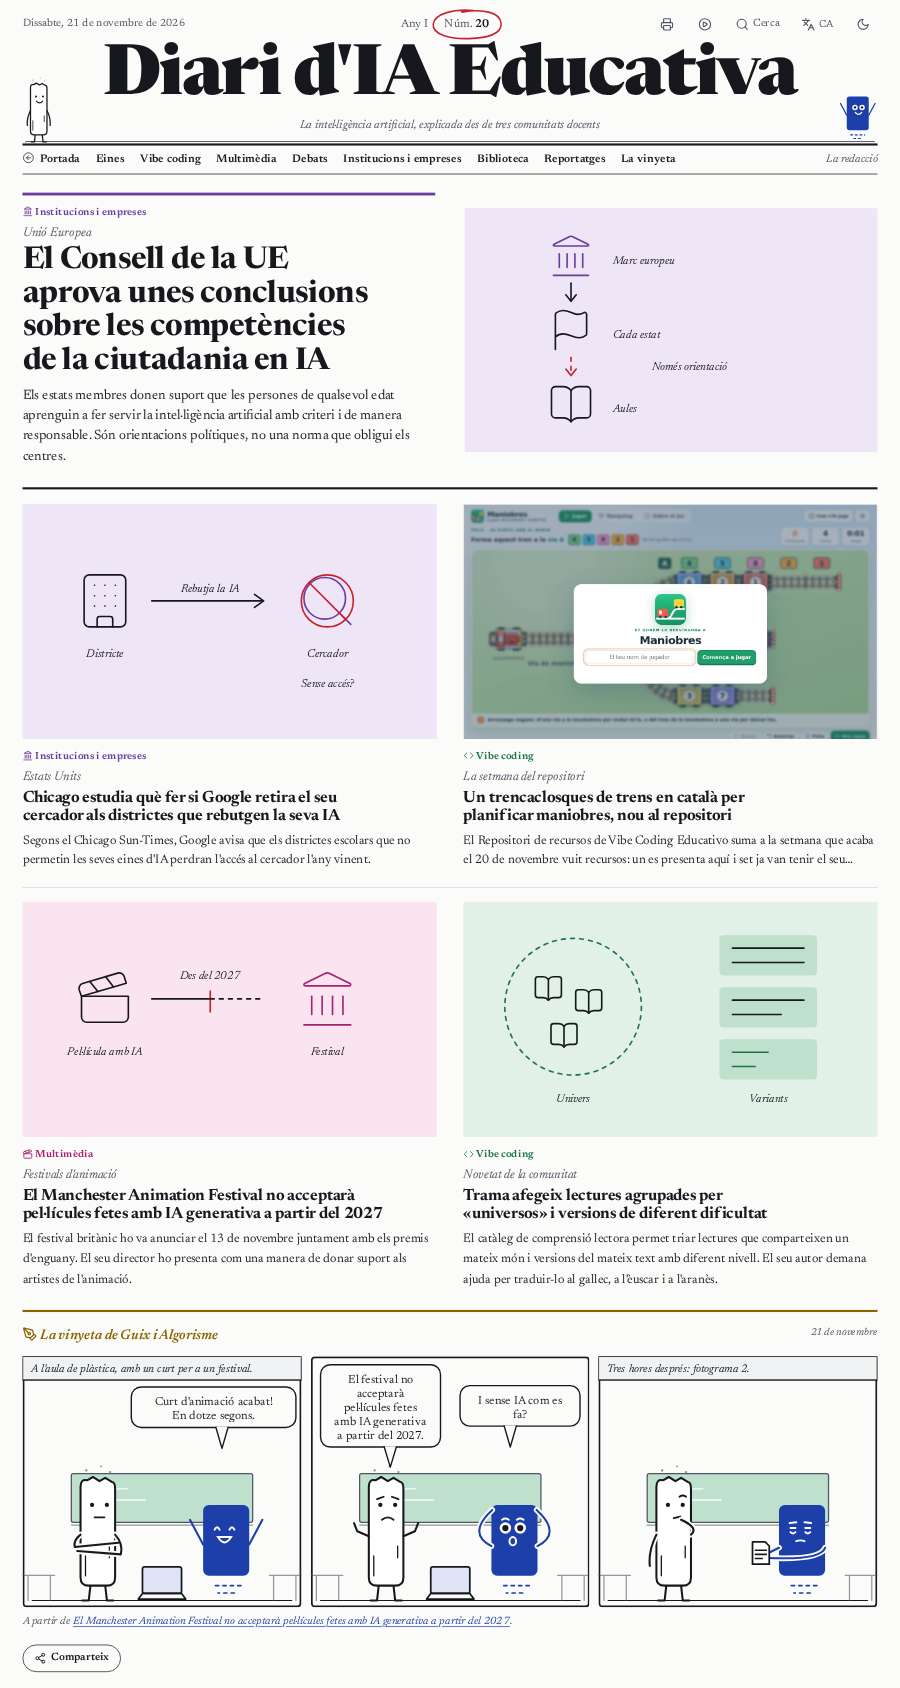 Dissabte, 21 de novembre de 2026
Any I
Núm. 20
Cerca
CA
Diari d'IA Educativa
La intel·ligència artificial, explicada des de tres comunitats docents
Portada Eines Vibe coding Multimèdia Debats Institucions i empreses Biblioteca Reportatges La vinyeta
La redacció
Institucions i empreses
Unió Europea
El Consell de la UE
aprova unes conclusions
sobre les competències
de la ciutadania en IA
Els estats membres donen suport que les persones de qualsevol edat
aprenguin a fer servir la intel·ligència artificial amb criteri i de manera
responsable. Són orientacions polítiques, no una norma que obligui els
centres.
Marc europeu
Cada estat
Només orientació
Aules
Rebutja la IA
Districte
Cercador
Sense accés?
Institucions i empreses
Estats Units
Chicago estudia què fer si Google retira el seu
cercador als districtes que rebutgen la seva IA
Segons el Chicago Sun-Times, Google avisa que els districtes escolars que no
permetin les seves eines d'IA perdran l'accés al cercador l'any vinent.
Maniobres
Maniobres
El teu nom de jugador
Comença a jugar
Vibe coding
La setmana del repositori
Un trencaclosques de trens en català per
planificar maniobres, nou al repositori
El Repositori de recursos de Vibe Coding Educativo suma a la setmana que acaba
el 20 de novembre vuit recursos: un es presenta aquí i set ja van tenir el seu…
Des del 2027
Pel·lícula amb IA
Festival
Multimèdia
Festivals d'animació
El Manchester Animation Festival no acceptarà
pel·lícules fetes amb IA generativa a partir del 2027
El festival britànic ho va anunciar el 13 de novembre juntament amb els premis
d'enguany. El seu director ho presenta com una manera de donar suport als
artistes de l'animació.
Univers
Variants
Vibe coding
Novetat de la comunitat
Trama afegeix lectures agrupades per
«universos» i versions de diferent dificultat
El catàleg de comprensió lectora permet triar lectures que comparteixen un
mateix món i versions del mateix text amb diferent nivell. El seu autor demana
ajuda per traduir-lo al gallec, a l'euscar i a l'aranès.
La vinyeta de Guix i Algorisme
21 de novembre
A l'aula de plàstica, amb un curt per a un festival.
Curt d'animació acabat!
En dotze segons.
El festival no
acceptarà
pel·lícules fetes
amb IA generativa
a partir del 2027.
I sense IA com es
fa?
Tres hores després: fotograma 2.
A partir de El Manchester Animation Festival no acceptarà pel·lícules fetes amb IA generativa a partir del 2027.
Comparteix